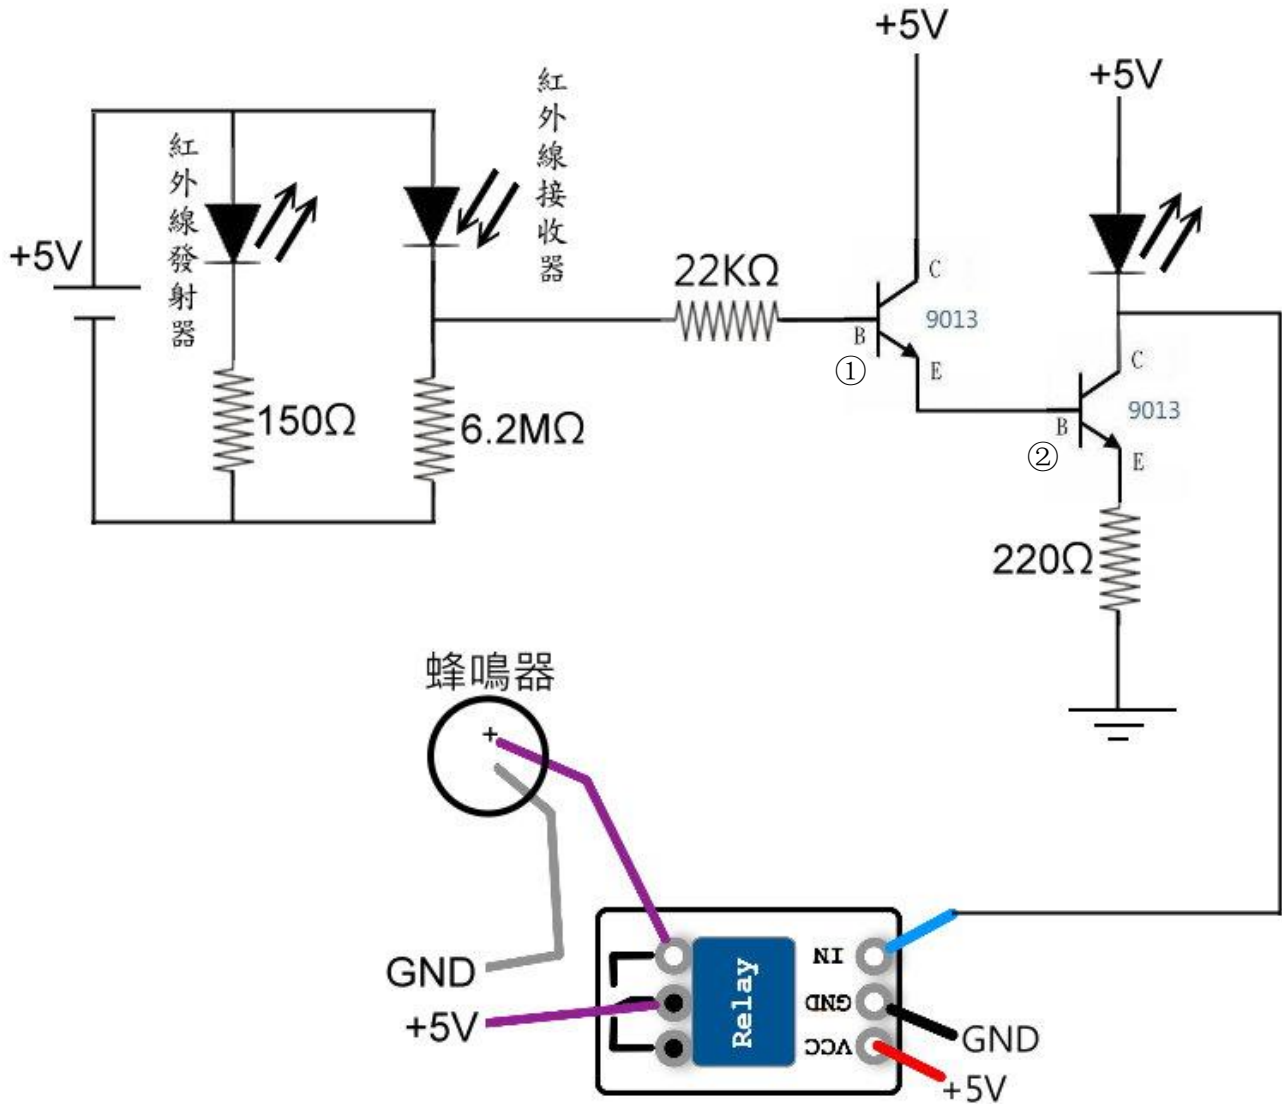 +5V
+5V
紅外線接收器
紅外線發射器
+5V
22KΩ
C
9013
B
E
①
150Ω
6.2MΩ
C
9013
B
E
②
220Ω
蜂鳴器
+
GND
+5V
Relay
IN
GND
VCC
GND
+5V